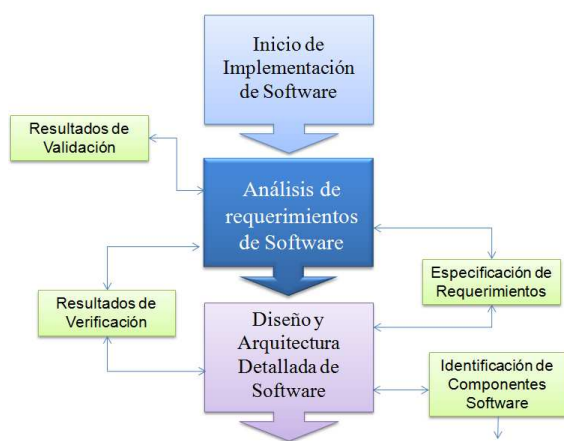 Inicio de
Implementación
de Software
Resultados de
Validación
Análisis de
requerimientos
de Software
Especificación de
Requerimientos
Resultados de
Verificación
Diseño y
Arquitectura
Detallada de
Software
Identificación de
Componentes
Software